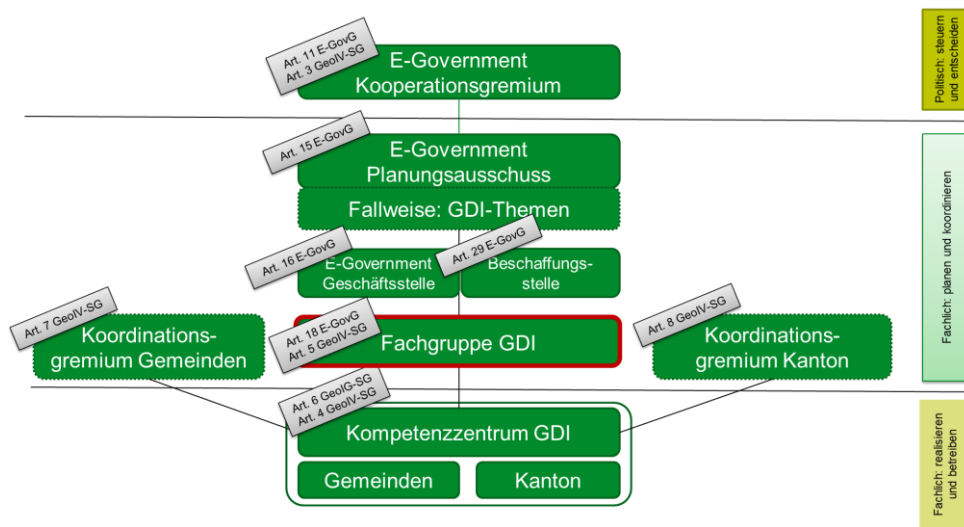 Art. 11 E-GovG
Art. 3 GeoIV-SG
E-Government
Kooperationsgremium
Politisch: steuern
und entscheiden
Art. 15 E-GovG
E-Government
Planungsausschuss
Fallweise: GDI-Themen
Art. 16 E-GovG
E-Government
Geschäftsstelle
Art. 29 E-GovG
Beschaffungs-
stelle
Fachlich: planen und koordinieren
Art. 7 GeoIV-SG
Koordinations-
gremium Gemeinden
Art. 18 E-GovG
Art. 5 GeoIV-SG
Fachgruppe GDI
Art. 8 GeoIV-SG
Koordinations-
gremium Kanton
Art. 6 GeoIG-SG
Art. 4 GeoIV-SG
Kompetenzzentrum GDI
Gemeinden
Kanton
Fachlich: realisieren
und betreiben